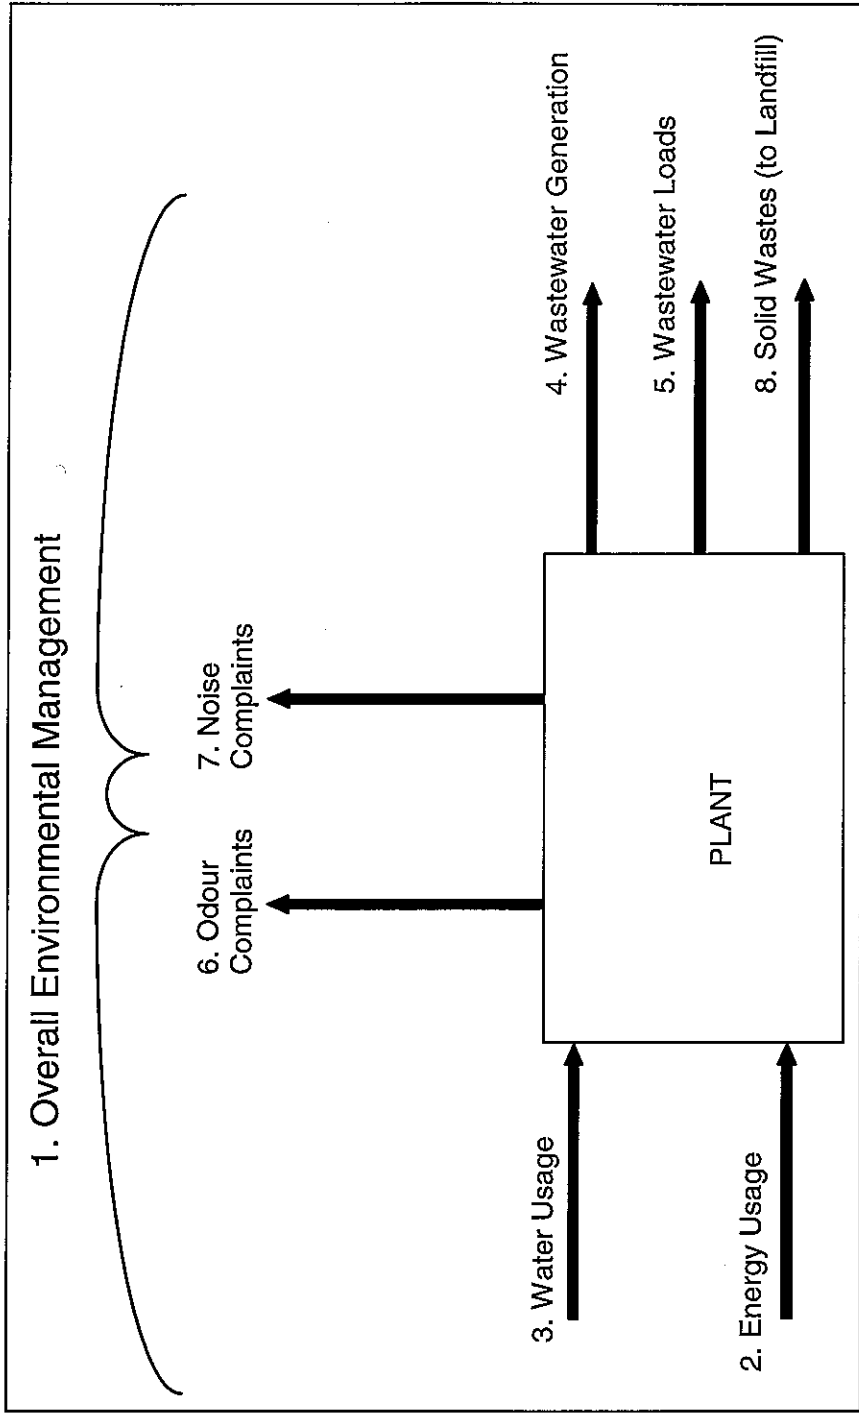 1. Overall Environmental Management
6. Odour
Complaints
7. Noise
Complaints
3. Water Usage
2. Energy Usage
PLANT
4. Wastewater Generation
5. Wastewater Loads
8. Solid Wastes (to Landfill)